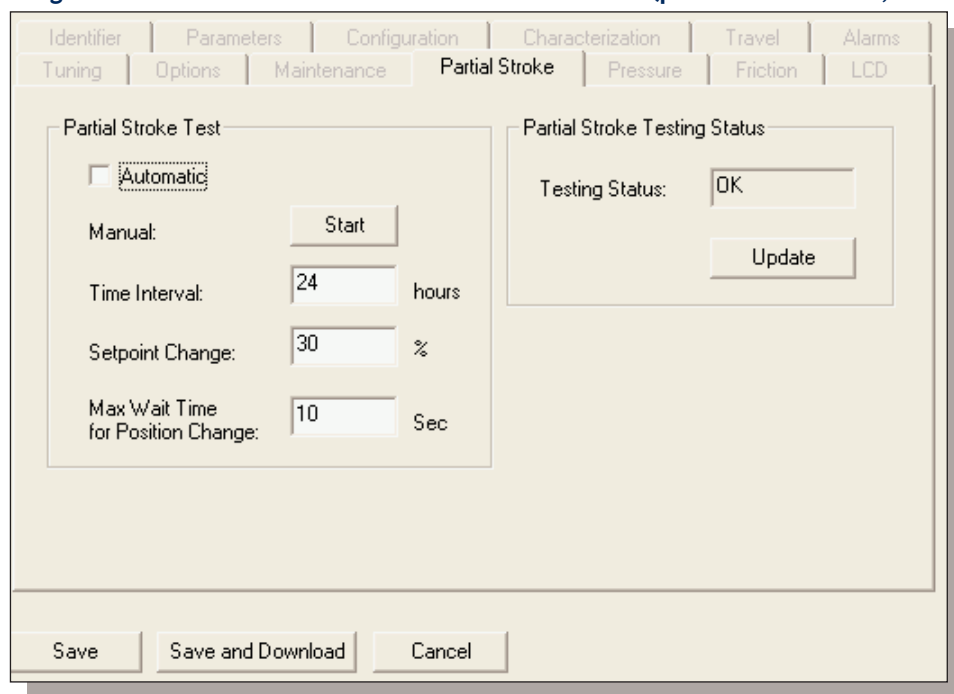 Identifier Parameters Configuration Characterization Travel Alarms
Tuning Options Maintenance Partial Stroke Pressure Friction LCD
Partial Stroke Test
Automatic
Manual: Start
Time Interval: 24 hours
Setpoint Change: 30 %
Max Wait Time
for Position Change: 10 Sec
Partial Stroke Testing Status
Testing Status: OK
Update
Save Save and Download Cancel